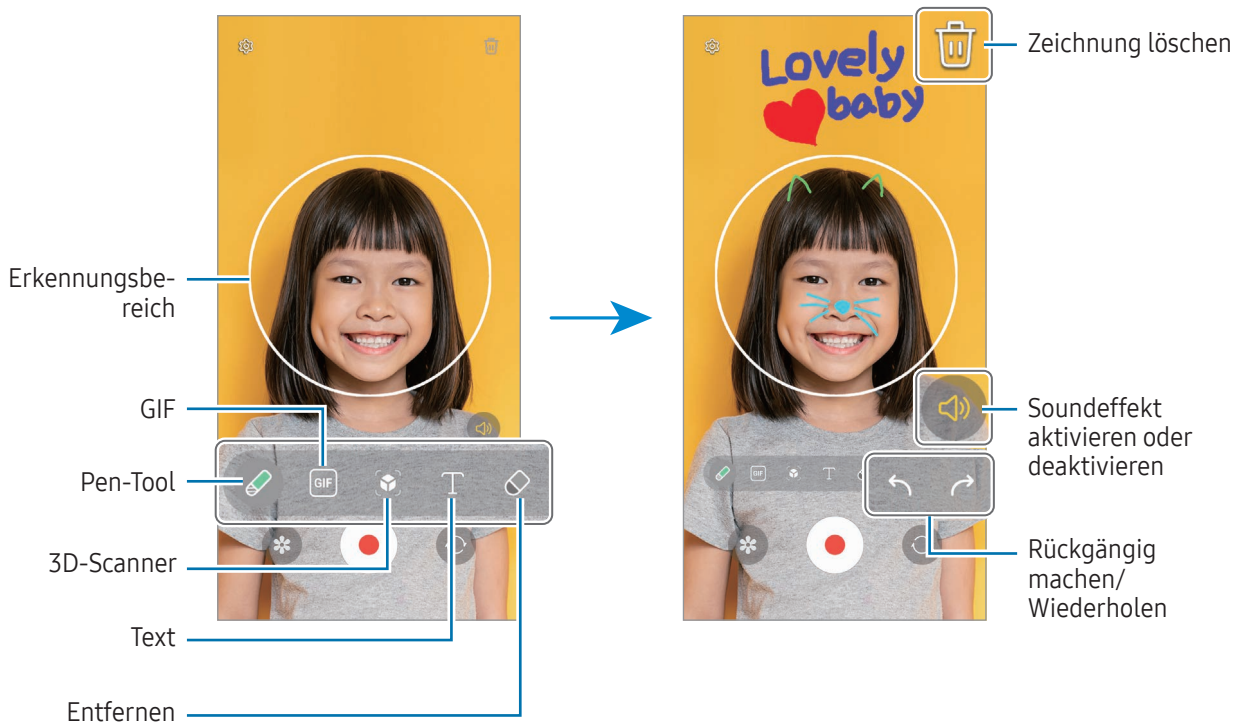 Zeichnung löschen
Lovely
baby
Erkennungsbe-
reich
GIF
Pen-Tool
GIF
T
3D-Scanner
Text
Entfernen
GIF
T
Soundeffekt
aktivieren oder
deaktivieren
Rückgängig
machen/
Wiederholen